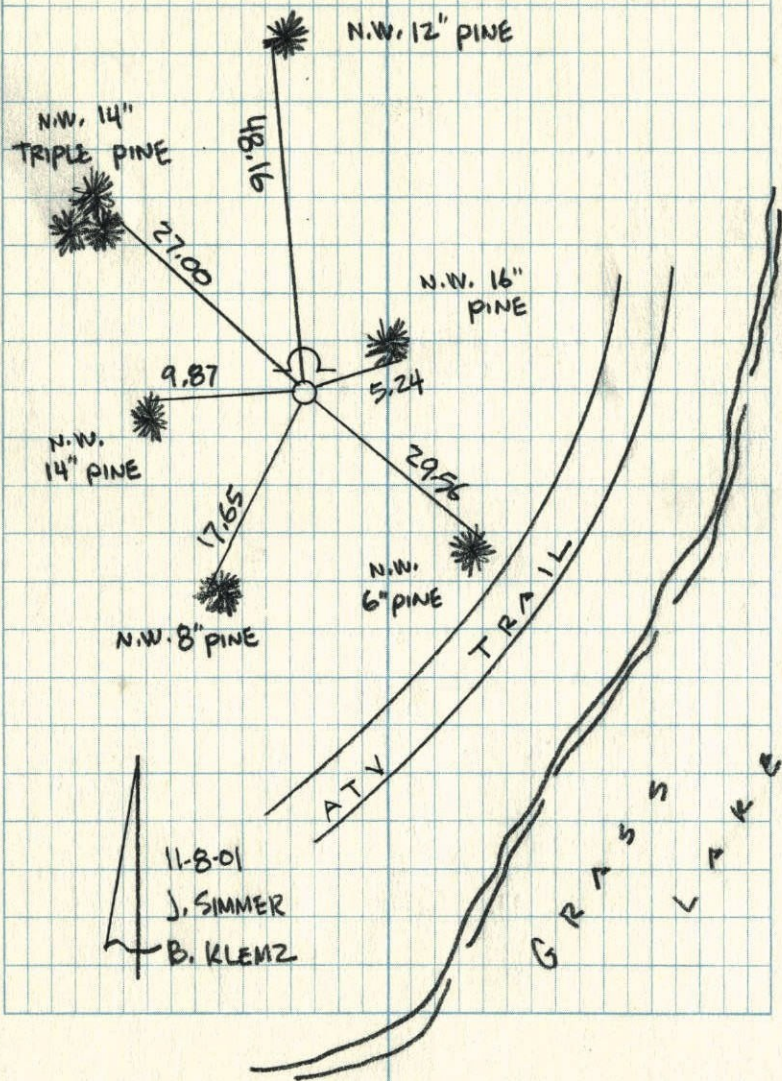 N.W. 12" PINE
N.W. 14"
TRIPLE PINE
48.16
27.00
N.W. 16"
PINE
9.87
5.24
N.W.
14" PINE
29.56
17.65
N.W.
6" PINE
N.W. 8" PINE
ATV TRAIL
GRASS
LAKE
11-8-01
J. SIMMER
B. KLEMZ